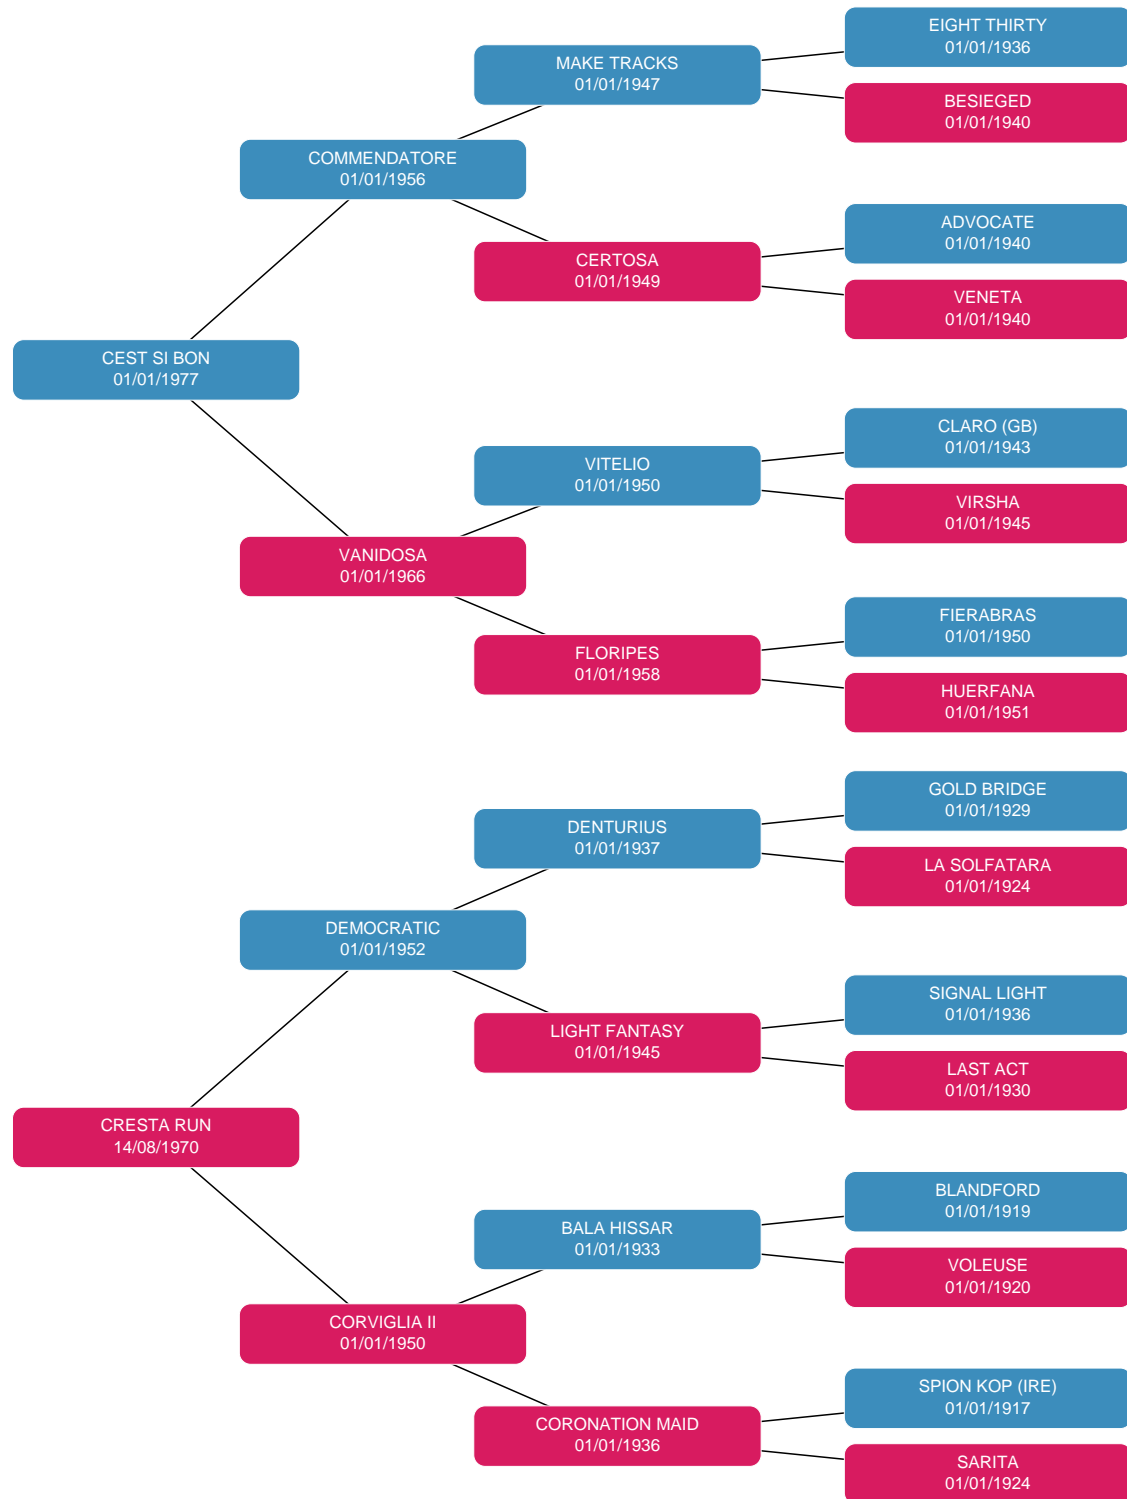 EIGHT THIRTY
01/01/1936
MAKE TRACKS
01/01/1947
BESIEGED
01/01/1940
COMMENDATORE
01/01/1956
ADVOCATE
01/01/1940
CERTOSA
01/01/1949
VENETA
01/01/1940
CEST SI BON
01/01/1977
CLARO (GB)
01/01/1943
VITELIO
01/01/1950
VIRSHA
01/01/1945
VANIDOSA
01/01/1966
FIERABRAS
01/01/1950
FLORIPES
01/01/1958
HUERFANA
01/01/1951
GOLD BRIDGE
01/01/1929
DENTURIUS
01/01/1937
LA SOLFATARA
01/01/1924
DEMOCRATIC
01/01/1952
SIGNAL LIGHT
01/01/1936
LIGHT FANTASY
01/01/1945
LAST ACT
01/01/1930
CRESTA RUN
14/08/1970
BLANDFORD
01/01/1919
BALA HISSAR
01/01/1933
VOLEUSE
01/01/1920
CORVIGLIA II
01/01/1950
SPION KOP (IRE)
01/01/1917
CORONATION MAID
01/01/1936
SARITA
01/01/1924